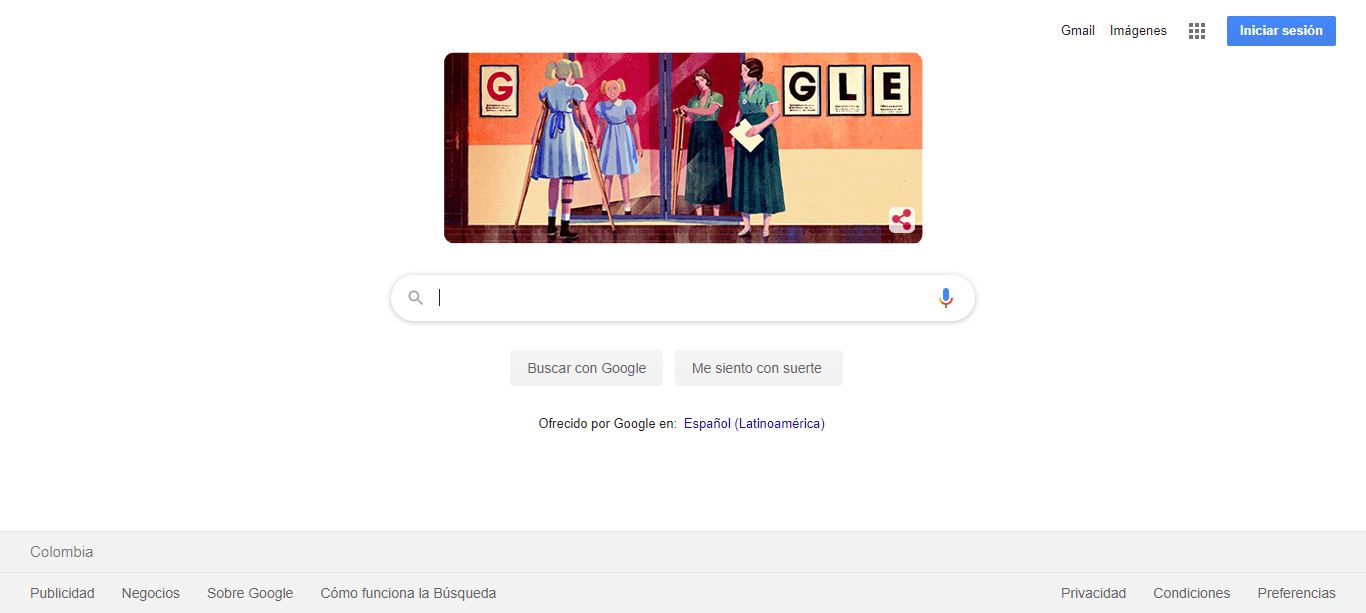 Gmail Imágenes Iniciar sesión
G G L E
Buscar con Google Me siento con suerte
Ofrecido por Google en: Español (Latinoamérica)
Colombia
Publicidad Negocios Sobre Google Cómo funciona la Búsqueda Privacidad Condiciones Preferencias